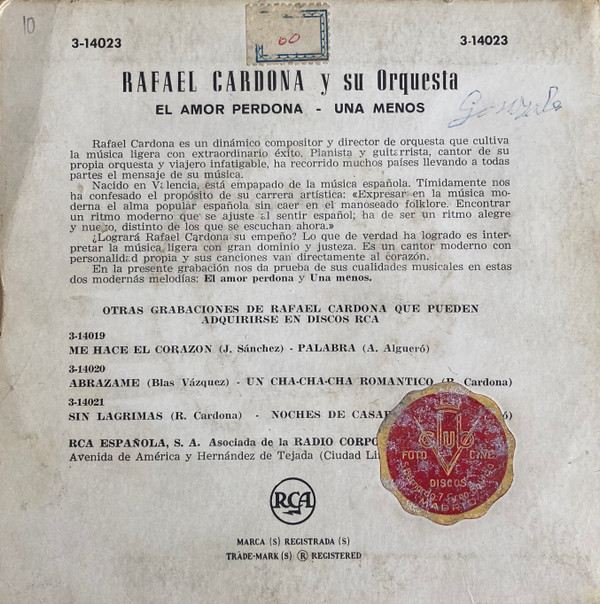 10
3-14023
00
3-14023
RAFAEL CARDONA y su Orquesta
EL AMOR PERDONA - UNA MENOS
Rafael Cardona es un dinámico compositor y director de orquesta que cultiva
la música ligera con extraordinario éxito. Pianista y guitarrista, cantor de su
propia orquesta y viajero infatigable, ha recorrido muchos países llevando a todas
partes el mensaje de su música.
Nacido en Valencia, está empapado de la música española. Tímidamente nos
ha confesado el propósito de su carrera artística: «Expresar en la música mo-
derna el alma popular española sin caer en el manoseado folklore. Encontrar
un ritmo moderno que se ajuste al sentir español; ha de ser un ritmo alegre
y nuevo, distinto de los que se escuchan ahora.»
¿Logrará Rafael Cardona su empeño? Lo que de verdad ha logrado es inter-
pretar la música ligera con gran dominio y justeza. Es un cantor moderno con
personalidad propia y sus canciones van directamente al corazón.
En la presente grabación nos da prueba de sus cualidades musicales en estas
dos modernás melodías: El amor perdona y Una menos.
OTRAS GRABACIONES DE RAFAEL CARDONA QUE PUEDEN
ADQUIRIRSE EN DISCOS RCA
3-14019
ME HACE EL CORAZON (J. Sánchez) - PALABRA (A. Algueró)
3-14020
ABRAZAME (Blas Vázquez) - UN CHA-CHA-CHA ROMANTICO (R. Cardona)
3-14021
SIN LAGRIMAS (R. Cardona) - NOCHES DE CASA
RCA ESPAÑOLA, S. A. Asociada de la RADIO CORPO
Avenida de América y Hernández de Tejada (Ciudad Li
CLUB
FOTO CINE
DISCOS
MADRID
RCA
MARCA (S) REGISTRADA (S)
TRADE-MARK (S) ® REGISTERED